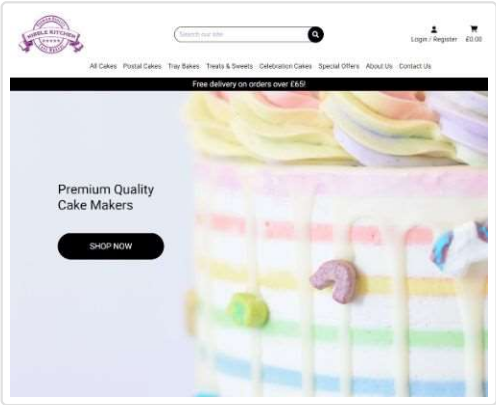 NIBBLE KITCHEN
Search our site
Login / Register £0.00
All Cakes Postal Cakes Tray Bakes Treats & Sweets Celebration Cakes Special Offers About Us Contact Us
Free delivery on orders over £65!
Premium Quality
Cake Makers
SHOP NOW